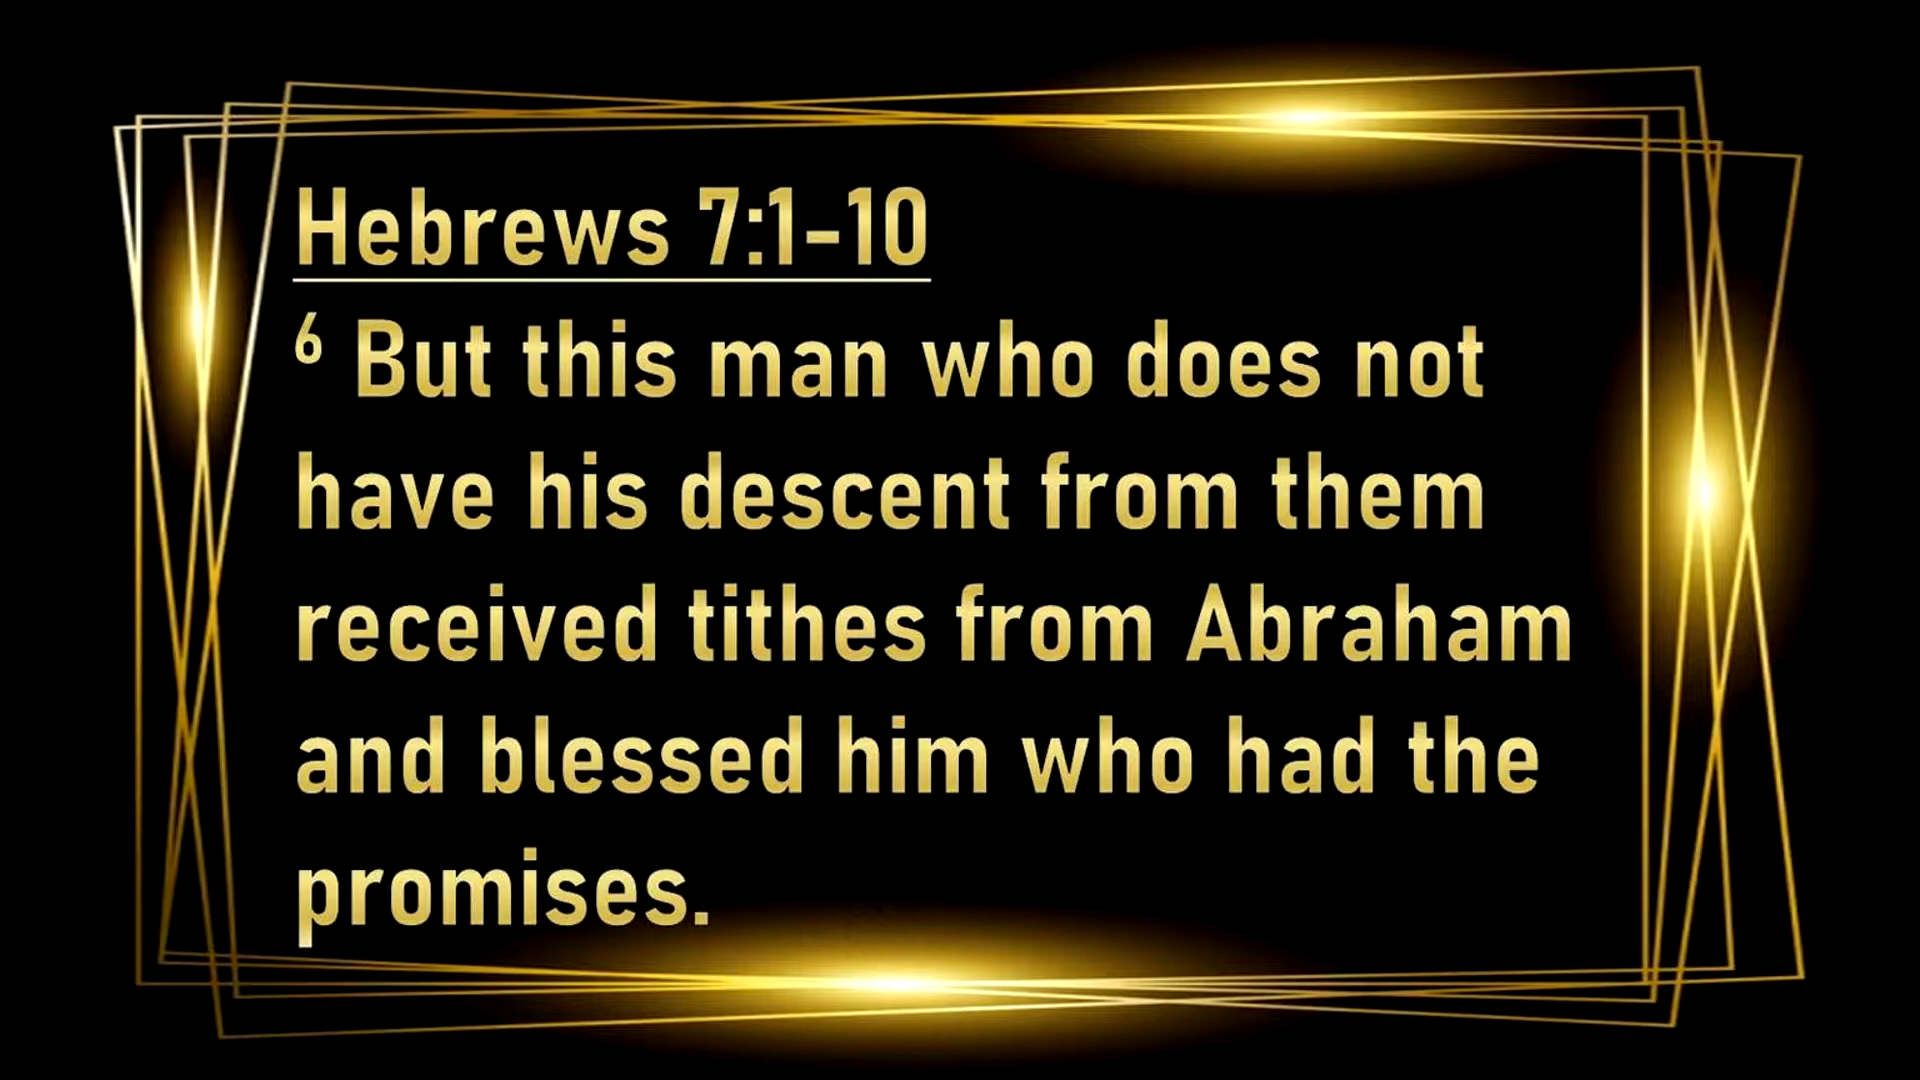 Hebrews 7:1-10
6 But this man who does not
have his descent from them
received tithes from Abraham
and blessed him who had the
promises.